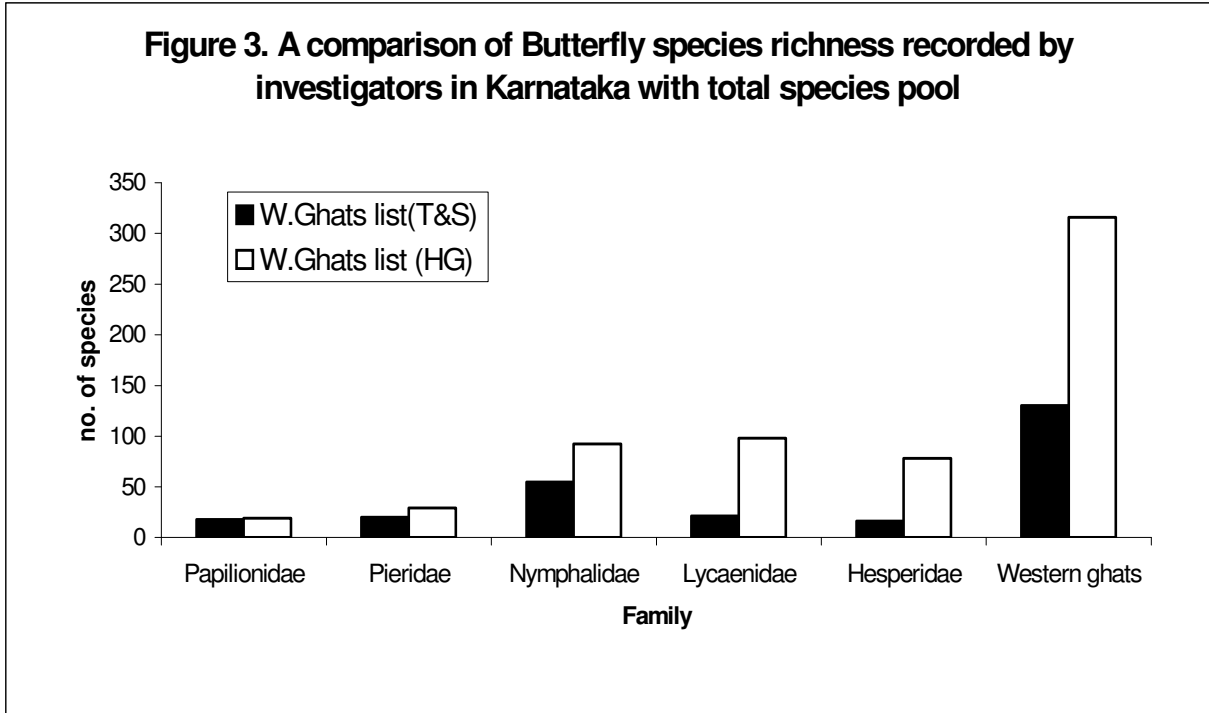 Figure 3. A comparison of Butterfly species richness recorded by
investigators in Karnataka with total species pool
350
300
250
200
150
100
50
0
no. of species
W.Ghats list(T&S)
W.Ghats list (HG)
Papilionidae
Pieridae
Nymphalidae
Lycaenidae
Hesperidae
Western ghats
Family